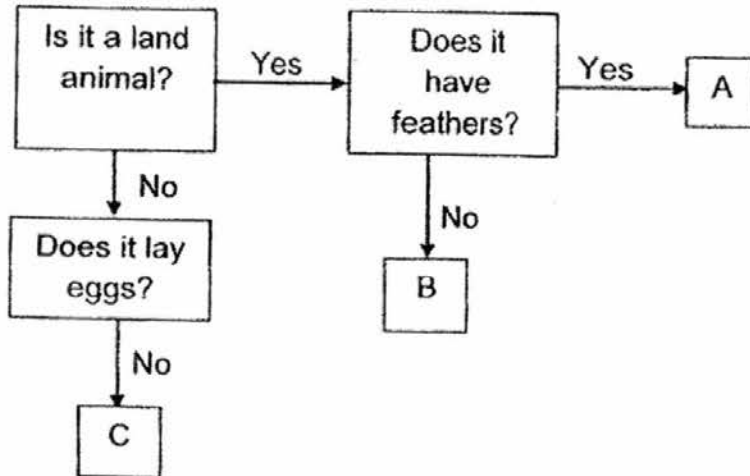 Is it a land
animal?
Yes
Does it
have
feathers?
Yes
A
No
No
Does it lay
eggs?
B
No
C